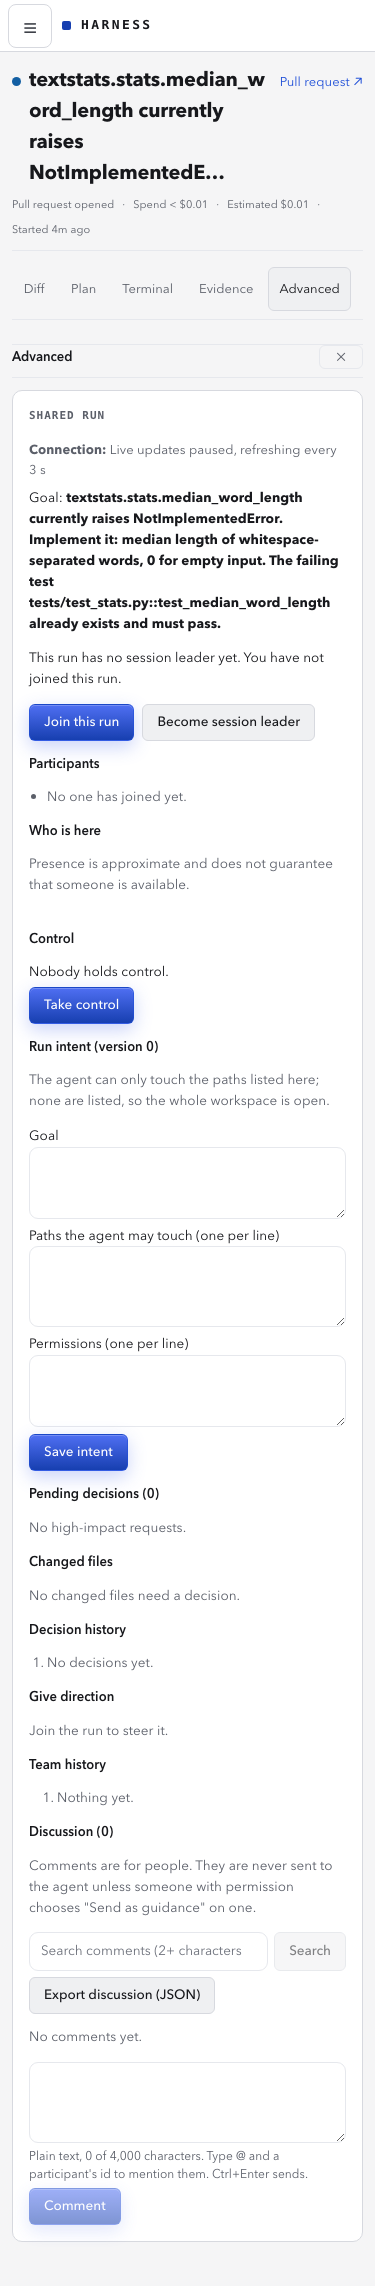 HARNESS
textstats.stats.median_w
ord_length currently
raises
NotImplementedE…
Pull request ↗
Pull request opened · Spend < $0.01 · Estimated $0.01 ·
Started 4m ago
Diff Plan Terminal Evidence Advanced
Advanced
SHARED RUN
Connection: Live updates paused, refreshing every
3 s
Goal: textstats.stats.median_word_length
currently raises NotImplementedError.
Implement it: median length of whitespace-
separated words, 0 for empty input. The failing
test
tests/test_stats.py::test_median_word_length
already exists and must pass.
This run has no session leader yet. You have not
joined this run.
Join this run Become session leader
Participants
• No one has joined yet.
Who is here
Presence is approximate and does not guarantee
that someone is available.
Control
Nobody holds control.
Take control
Run intent (version 0)
The agent can only touch the paths listed here;
none are listed, so the whole workspace is open.
Goal
Paths the agent may touch (one per line)
Permissions (one per line)
Save intent
Pending decisions (0)
No high-impact requests.
Changed files
No changed files need a decision.
Decision history
1. No decisions yet.
Give direction
Join the run to steer it.
Team history
1. Nothing yet.
Discussion (0)
Comments are for people. They are never sent to
the agent unless someone with permission
chooses "Send as guidance" on one.
Search comments (2+ characters Search
Export discussion (JSON)
No comments yet.
Plain text, 0 of 4,000 characters. Type @ and a
participant's id to mention them. Ctrl+Enter sends.
Comment